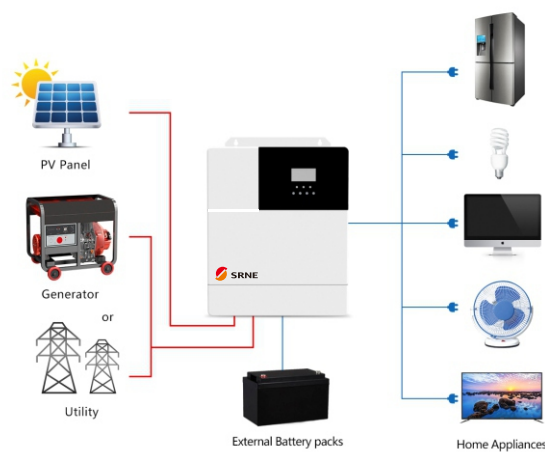 PV Panel
Generator
or
Utility
SRNE
External Battery packs
Home Appliances